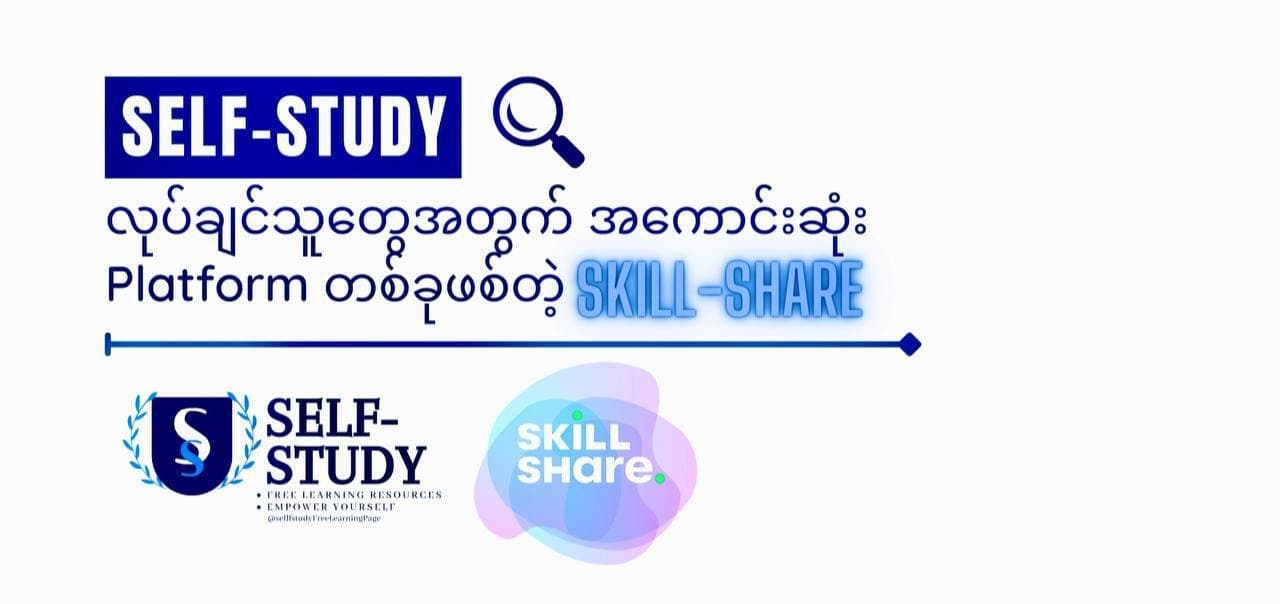 SELF-STUDY
လုပ်ချင်သူတွေအတွက် အကောင်းဆုံး
Platform တစ်ခုဖြစ်တဲ့ SKILL-SHARE
SELF-
STUDY
• FREE LEARNING RESOURCES
• EMPOWER YOURSELF
@sellfstudyFreeLearningPage
SKILL
SHare.